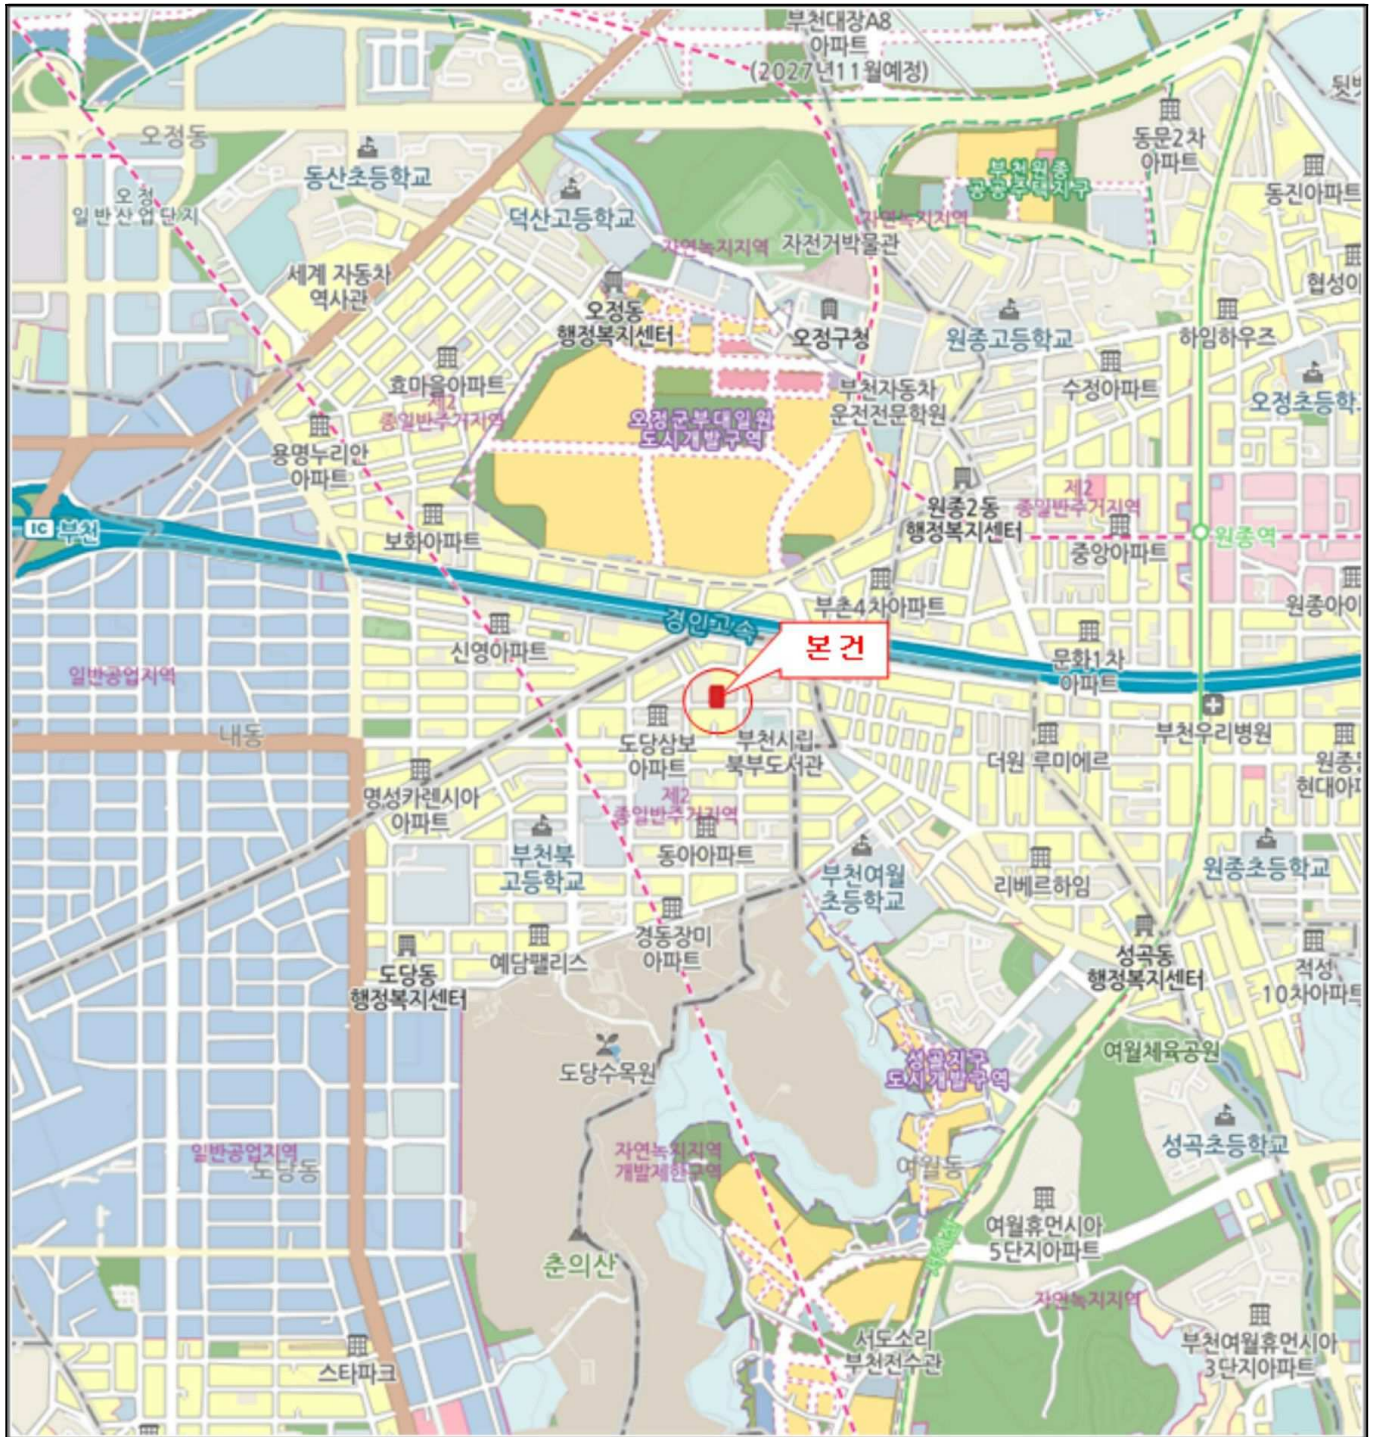 부천대장A8
아파트
(2027년11월예정)
오정동
동문2차
아파트
동산초등학교
부천원종
공공주택지구
동진아파트
오정
일반산업단지
덕산고등학교
자연녹지지역
자연녹지지역
자전거박물관
세계 자동차
역사관
오정동
행정복지센터
오정구청
원종고등학교
하임하우즈
효마을아파트
제2
종일반주거지역
부천자동차
운전전문학원
수정아파트
오정군부대일원
도시개발구역
용명누리안
아파트
원종2동
행정복지센터
제2
종일반주거지역
IC 부천
보화아파트
중앙아파트
원종역
부촌4차아파트
경인고속
본 건
신영아파트
문화1차
아파트
일반공업지역
내동
도당삼보
아파트
부천시립
북부도서관
더원 루미에르
부천우리병원
명성카렌시아
아파트
제2
종일반주거지역
부천북
고등학교
동아아파트
부천여월
초등학교
리베르하임
원종초등학교
경동장미
아파트
예담팰리스
도당동
행정복지센터
성곡동
행정복지센터
적성
10차아파트
도당수목원
성골지구
도시개발구역
여월체육공원
일반공업지역
도당동
자연녹지지역
개발제한구역
여월동
성곡초등학교
여월휴먼시아
5단지아파트
춘의산
자연녹지지역
스타파크
서도소리
부천전수관
부천여월휴먼시아
3단지아파트